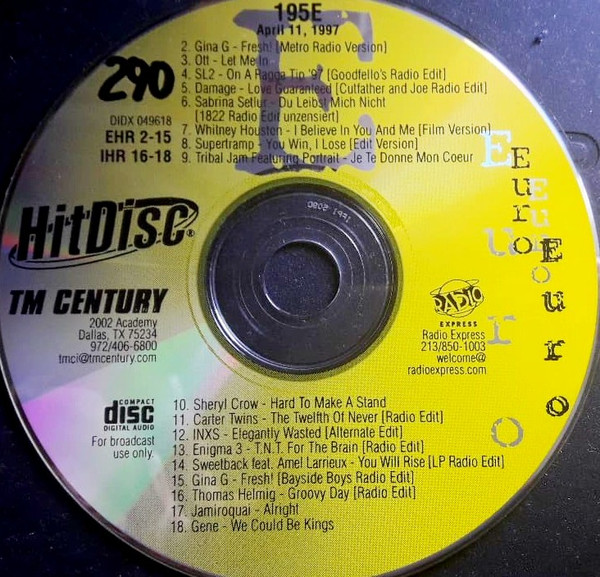 195E
April 11, 1997
2. Gina G - Fresh! [Metro Radio Version]
3. Ott - Let Me In
4. SL2 - On A Ragga Tip '97 [Goodfello's Radio Edit]
5. Damage - Love Guaranteed [Cutfather and Joe Radio Edit]
6. Sabrina Setlur - Du Leibst Mich Nicht
[1822 Radio Edit unzensiert]
7. Whitney Houston - I Believe In You And Me [Film Version]
8. Supertramp - You Win, I Lose [Edit Version]
9. Tribal Jam Featuring Portrait - Je Te Donne Mon Coeur
290
DIDX 049618
EHR 2-15
IHR 16-18
E
Euro
Euro
Euro
Euro
HitDisc®
TM CENTURY
2002 Academy
Dallas, TX 75234
972/406-6800
tmci@tmcentury.com
RADIO
EXPRESS
Radio Express
213/850-1003
welcome@
radioexpress.com
COMPACT
disc
DIGITAL AUDIO
For broadcast
use only.
10. Sheryl Crow - Hard To Make A Stand
11. Carter Twins - The Twelfth Of Never [Radio Edit]
12. INXS - Elegantly Wasted [Alternate Edit]
13. Enigma 3 - T.N.T. For The Brain [Radio Edit]
14. Sweetback feat. Amel Larrieux - You Will Rise [LP Radio Edit]
15. Gina G - Fresh! [Bayside Boys Radio Edit]
16. Thomas Helmig - Groovy Day [Radio Edit]
17. Jamiroquai - Alright
18. Gene - We Could Be Kings